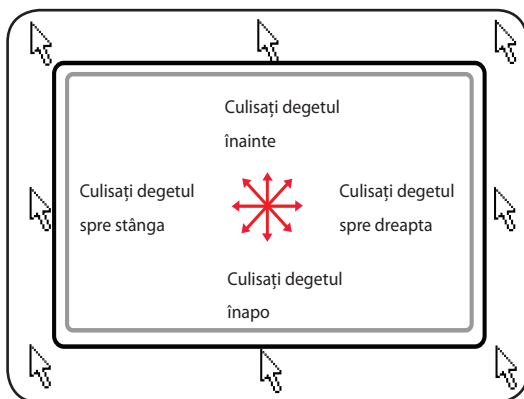 Culisați degetul
înainte
Culisați degetul
spre stânga
Culisați degetul
spre dreapta
Culisați degetul
înapo